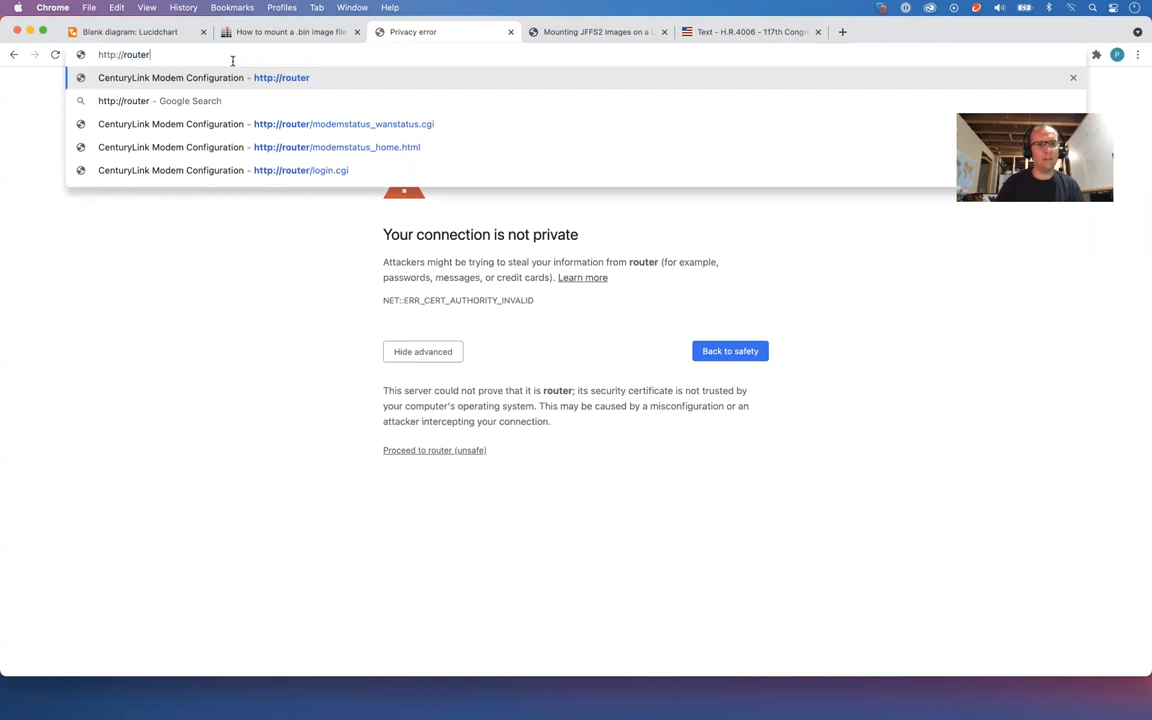 Chrome File Edit View History Bookmarks Profiles Tab Window Help
Blank diagram: Lucidchart
How to mount a .bin image file
Privacy error
Mounting JFFS2 images on a L
Text - H.R.4006 - 117th Congr
http://router
P
CenturyLink Modem Configuration - http://router
http://router - Google Search
CenturyLink Modem Configuration - http://router/modemstatus_wanstatus.cgi
CenturyLink Modem Configuration - http://router/modemstatus_home.html
CenturyLink Modem Configuration - http://router/login.cgi
Your connection is not private
Attackers might be trying to steal your information from router (for example,
passwords, messages, or credit cards). Learn more
NET::ERR_CERT_AUTHORITY_INVALID
Hide advanced
Back to safety
This server could not prove that it is router; its security certificate is not trusted by
your computer's operating system. This may be caused by a misconfiguration or an
attacker intercepting your connection.
Proceed to router (unsafe)